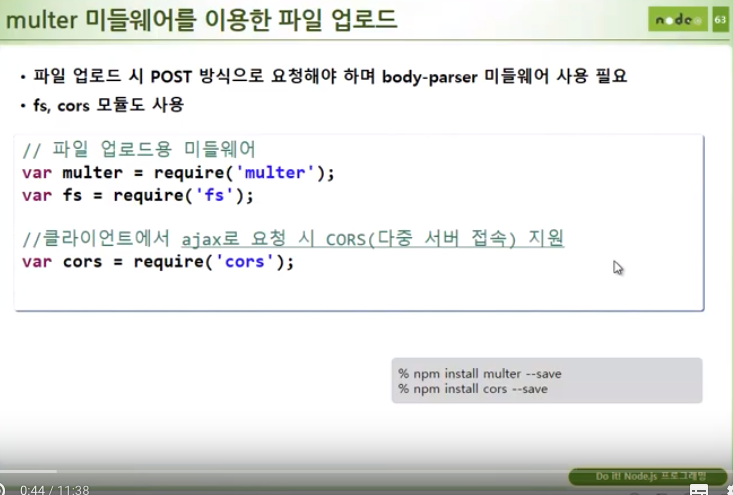 multer 미들웨어를 이용한 파일 업로드
node
63
• 파일 업로드 시 POST 방식으로 요청해야 하며 body-parser 미들웨어 사용 필요
• fs, cors 모듈도 사용
// 파일 업로드용 미들웨어
var multer = require('multer');
var fs = require('fs');
//클라이언트에서 ajax로 요청 시 CORS(다중 서버 접속) 지원
var cors = require('cors');
% npm install multer --save
% npm install cors --save
Do it! Node.js 프로그래밍
0:44 / 11:38